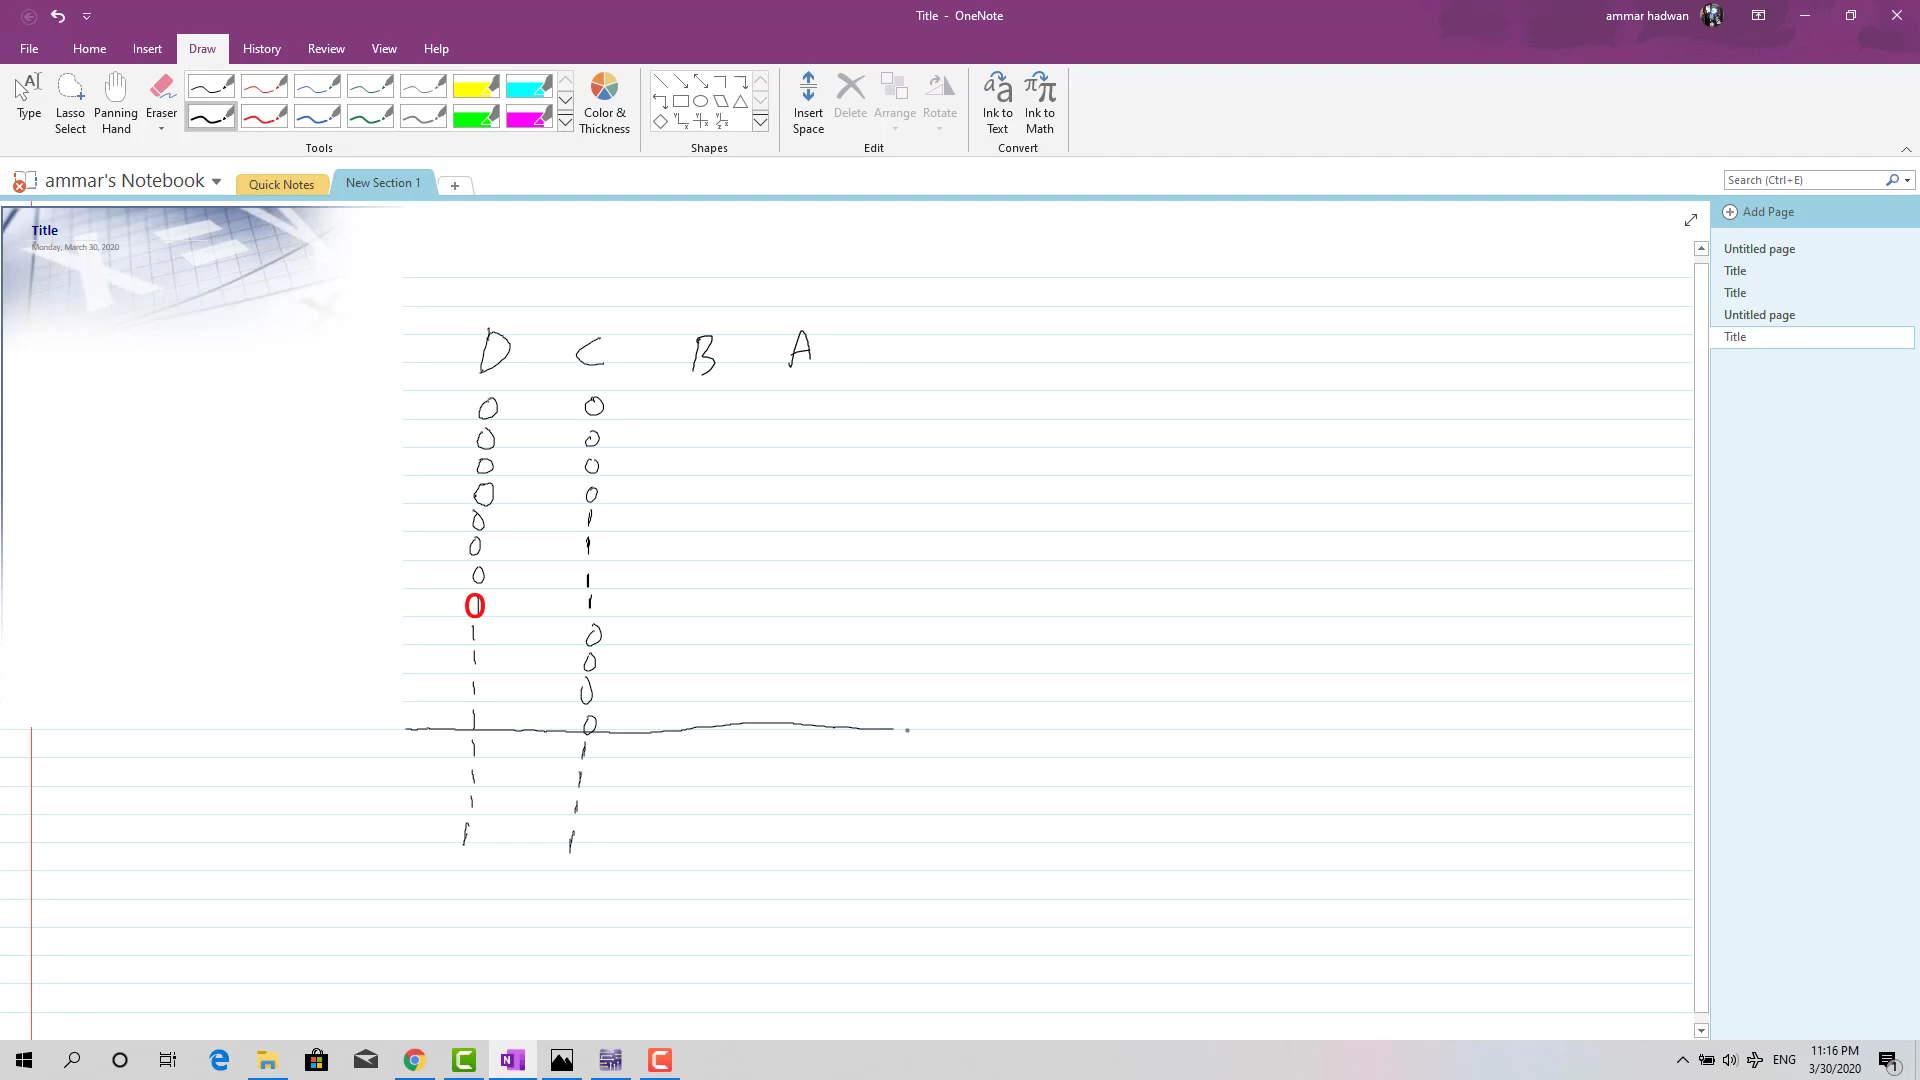 Title - OneNote
ammar hadwan
File Home Insert Draw History Review View Help
Type
Lasso Select
Panning Hand
Eraser
Color & Thickness
Insert Space
Delete
Arrange
Rotate
Ink to Text
Ink to Math
Tools
Shapes
Edit
Convert
ammar's Notebook
Quick Notes
New Section 1
Search (Ctrl+E)
Title
Monday, March 30, 2020
Add Page
Untitled page
Title
Title
Untitled page
Title
D C B A
0 0
0 0
0 0
0 0
0 1
0 1
0 1
0 1
1 0
1 0
1 0
1 0
1 1
1 1
1 1
1 1
ENG
11:16 PM
3/30/2020
1